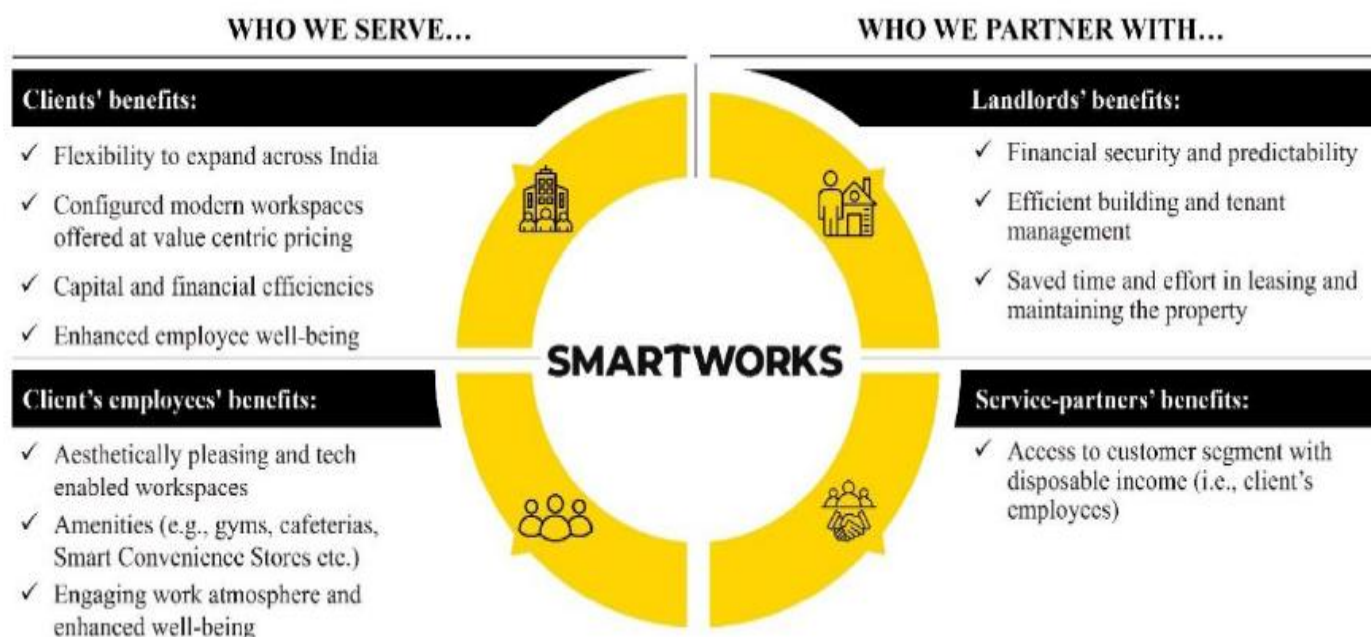 WHO WE SERVE…
WHO WE PARTNER WITH…
Clients' benefits:
✓ Flexibility to expand across India
✓ Configured modern workspaces
offered at value centric pricing
✓ Capital and financial efficiencies
✓ Enhanced employee well-being
Landlords' benefits:
✓ Financial security and predictability
✓ Efficient building and tenant
management
✓ Saved time and effort in leasing and
maintaining the property
SMARTWORKS
Client's employees' benefits:
✓ Aesthetically pleasing and tech
enabled workspaces
✓ Amenities (e.g., gyms, cafeterias,
Smart Convenience Stores etc.)
✓ Engaging work atmosphere and
enhanced well-being
Service-partners' benefits:
✓ Access to customer segment with
disposable income (i.e., client's
employees)